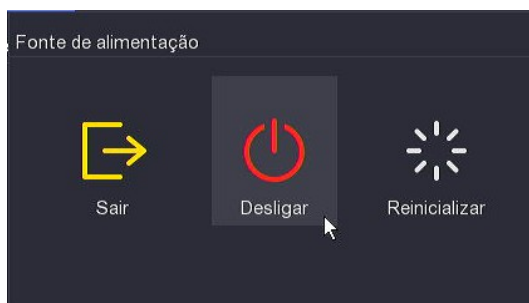 Fonte de alimentação
Sair
Desligar
Reinicializar